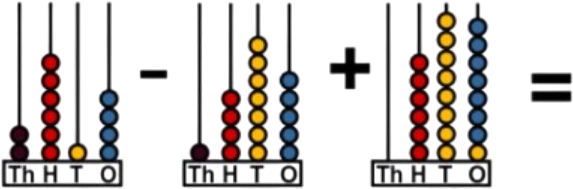 − + =
Th H T O Th H T O Th H T O